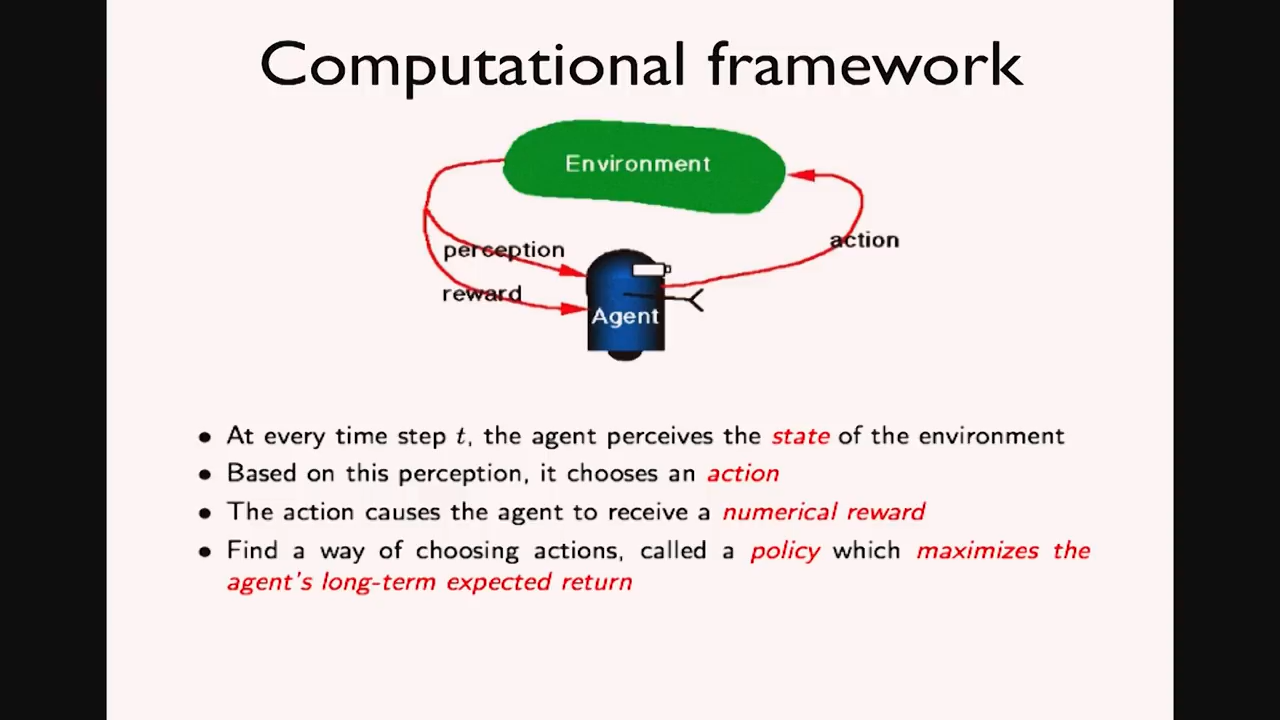 Computational framework
Environment
perception
action
reward
Agent
• At every time step t, the agent perceives the state of the environment
• Based on this perception, it chooses an action
• The action causes the agent to receive a numerical reward
• Find a way of choosing actions, called a policy which maximizes the
agent's long-term expected return